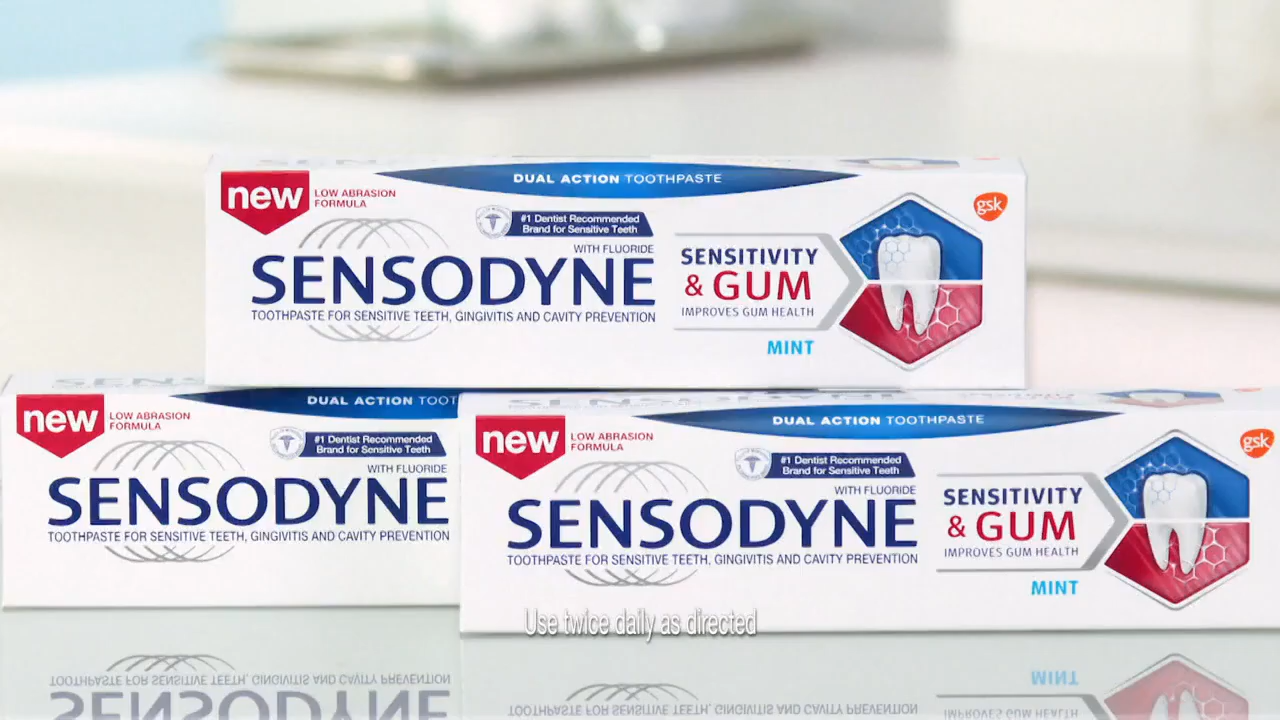 DUAL ACTION TOOTHPASTE
new
LOW ABRASION
FORMULA
gsk
#1 Dentist Recommended
Brand for Sensitive Teeth
WITH FLUORIDE
SENSODYNE
TOOTHPASTE FOR SENSITIVE TEETH, GINGIVITIS AND CAVITY PREVENTION
SENSITIVITY
& GUM
IMPROVES GUM HEALTH
MINT
DUAL ACTION TOOT
new
LOW ABRASION
FORMULA
#1 Dentist Recommended
Brand for Sensitive Teeth
WITH FLUORIDE
SENSODYNE
TOOTHPASTE FOR SENSITIVE TEETH, GINGIVITIS AND CAVITY PREVENTION
DUAL ACTION TOOTHPASTE
new
LOW ABRASION
FORMULA
gsk
#1 Dentist Recommended
Brand for Sensitive Teeth
WITH FLUORIDE
SENSODYNE
TOOTHPASTE FOR SENSITIVE TEETH, GINGIVITIS AND CAVITY PREVENTION
SENSITIVITY
& GUM
IMPROVES GUM HEALTH
MINT
Use twice daily as directed